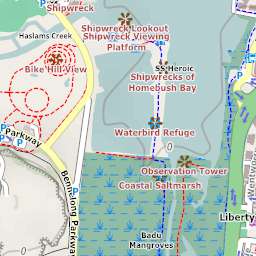 Shipwreck
Shipwreck Lookout
Shipwreck Viewing
Platform
Haslams Creek
Bike Hill View
SS Heroic
Shipwrecks of
Homebush Bay
Waterbird Refuge
Parkway
P
Observation Tower
Coastal Saltmarsh
Bennelong Parkway
Liberty
Badu
Mangroves